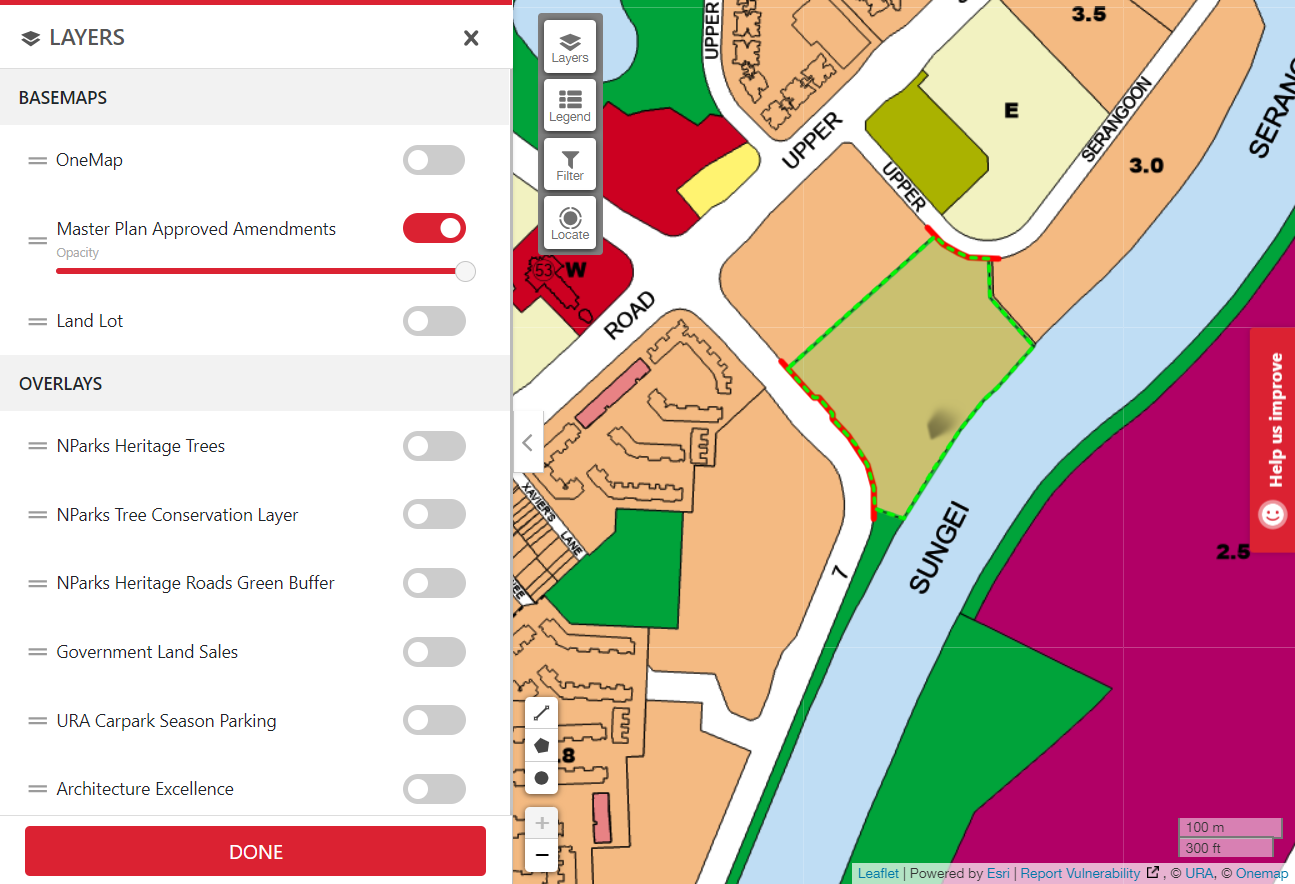 LAYERS
BASEMAPS
OneMap
Master Plan Approved Amendments
Opacity
Land Lot
OVERLAYS
NParks Heritage Trees
NParks Tree Conservation Layer
NParks Heritage Roads Green Buffer
Government Land Sales
URA Carpark Season Parking
Architecture Excellence
DONE
Layers
Legend
Filter
Locate
UPPER
3.5
E
UPPER
SERANGOON
3.0
UPPER
53
W
ROAD
XAVIER'S
LANE
SUNGEI
7
2.5
.8
Help us improve
100 m
300 ft
Leaflet | Powered by Esri | Report Vulnerability , © URA, © Onemap